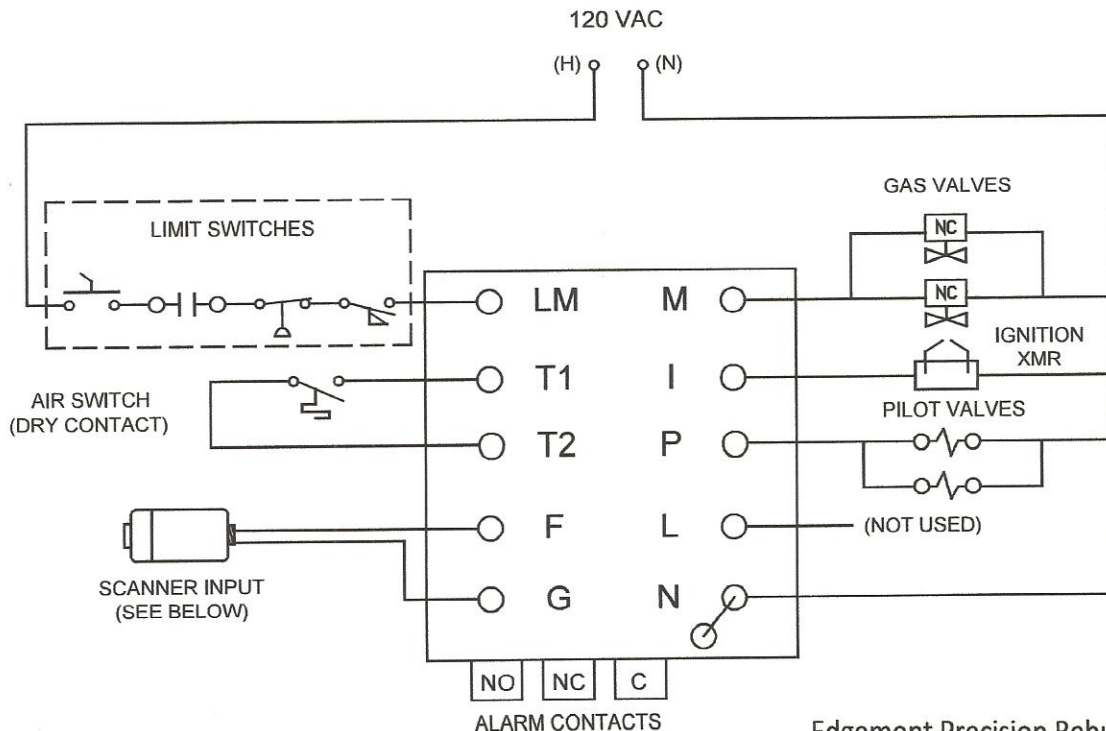 120 VAC
(H) (N)
GAS VALVES
NC
LIMIT SWITCHES
NC
LM M
IGNITION
XMR
T1 I
AIR SWITCH
(DRY CONTACT)
PILOT VALVES
T2 P
F L (NOT USED)
SCANNER INPUT
(SEE BELOW)
G N
NO NC C
ALARM CONTACTS
Edgemont Precision Rebu